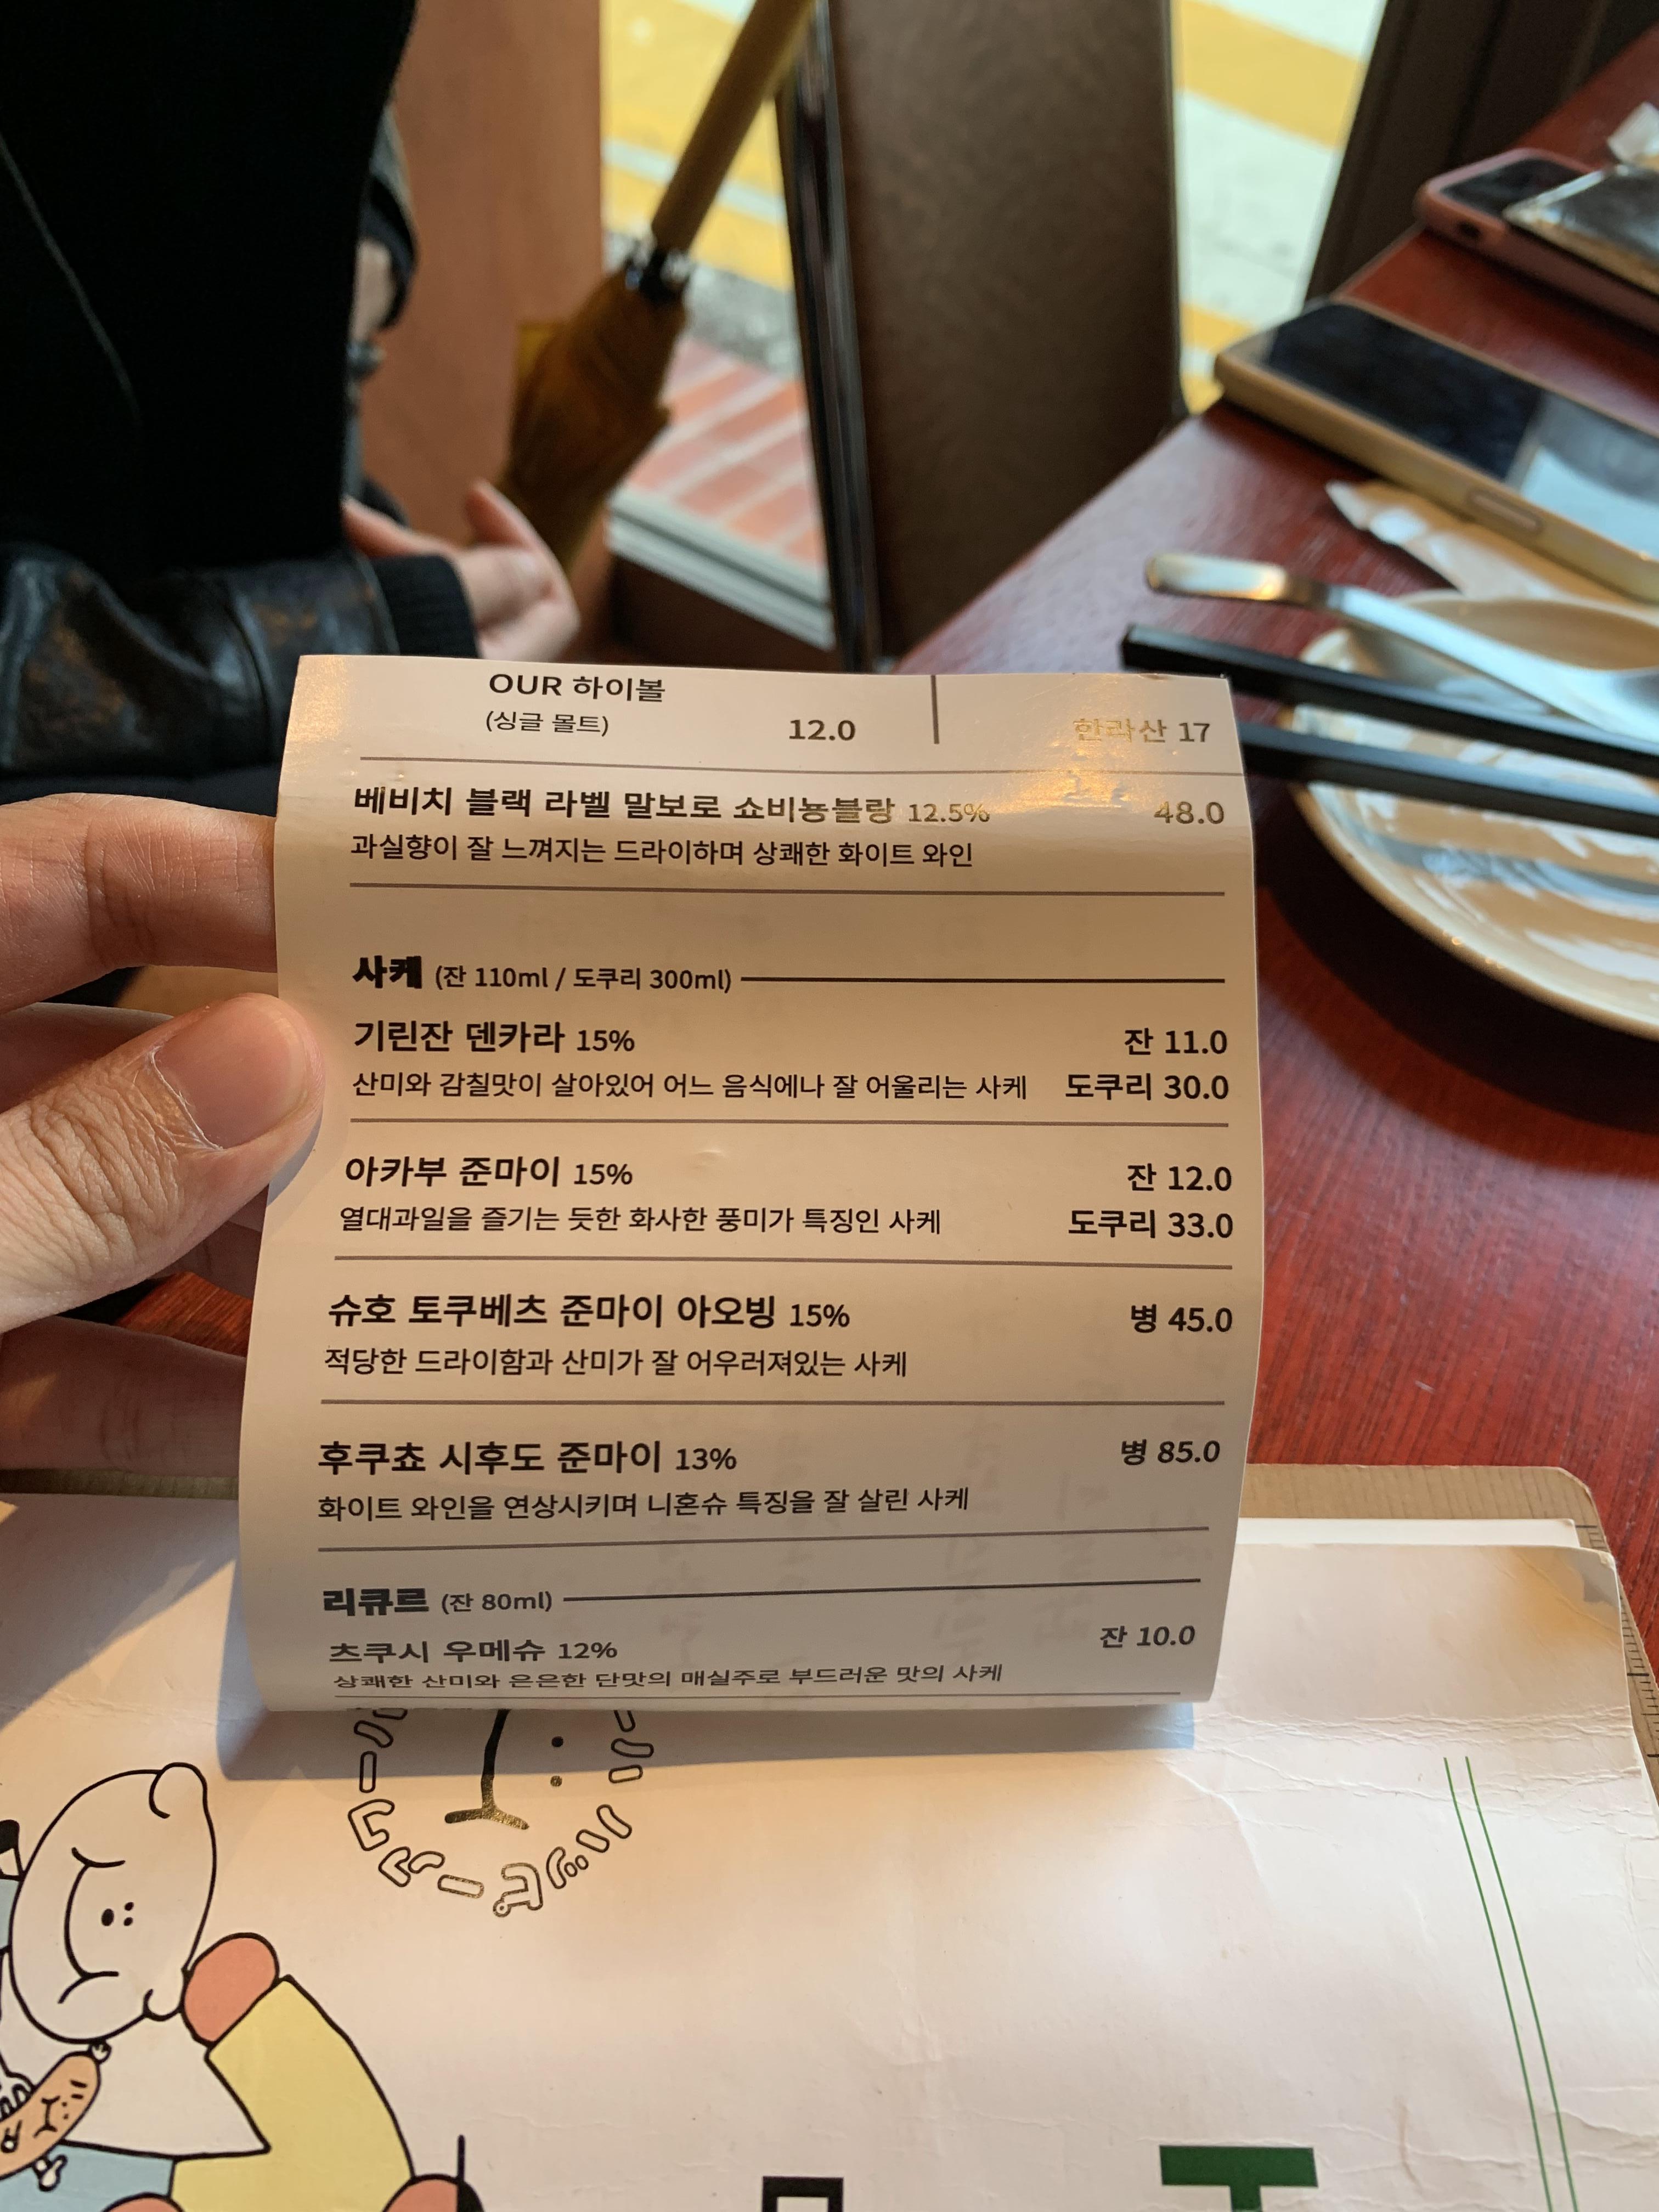 OUR 하이볼
(싱글 몰트) 12.0
한라산 17
베비치 블랙 라벨 말보로 쇼비뇽블랑 12.5% 48.0
과실향이 잘 느껴지는 드라이하며 상쾌한 화이트 와인
사케 (잔 110ml / 도쿠리 300ml)
기린잔 덴카라 15% 잔 11.0
산미와 감칠맛이 살아있어 어느 음식에나 잘 어울리는 사케 도쿠리 30.0
아카부 준마이 15% 잔 12.0
열대과일을 즐기는 듯한 화사한 풍미가 특징인 사케 도쿠리 33.0
슈호 토쿠베츠 준마이 아오빙 15% 병 45.0
적당한 드라이함과 산미가 잘 어우러져있는 사케
후쿠쵸 시후도 준마이 13% 병 85.0
화이트 와인을 연상시키며 니혼슈 특징을 잘 살린 사케
리큐르 (잔 80ml)
츠쿠시 우메슈 12% 잔 10.0
상쾌한 산미와 은은한 단맛의 매실주로 부드러운 맛의 사케